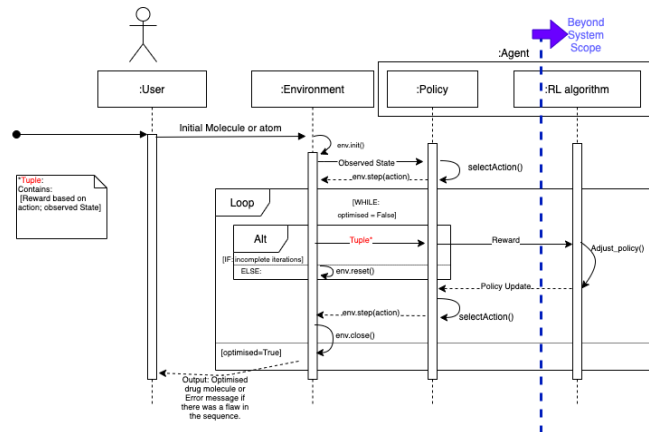 Beyond
System
Scope
:Agent
:User
:Environment
:Policy
:RL algorithm
Initial Molecule or atom
env.init()
Observed State
selectAction()
env.step(action)
*Tuple:
Contains:
[Reward based on
action; observed State]
Loop
[WHILE:
optimised = False]
Alt
Tuple*
Reward
Adjust_policy()
[IF: incomplete iterations]
ELSE:
env.reset()
Policy Update
env.step(action)
selectAction()
env.close()
[optimised=True]
Output: Optimised
drug molecule or
Error message if
there was a flaw in
the sequence.